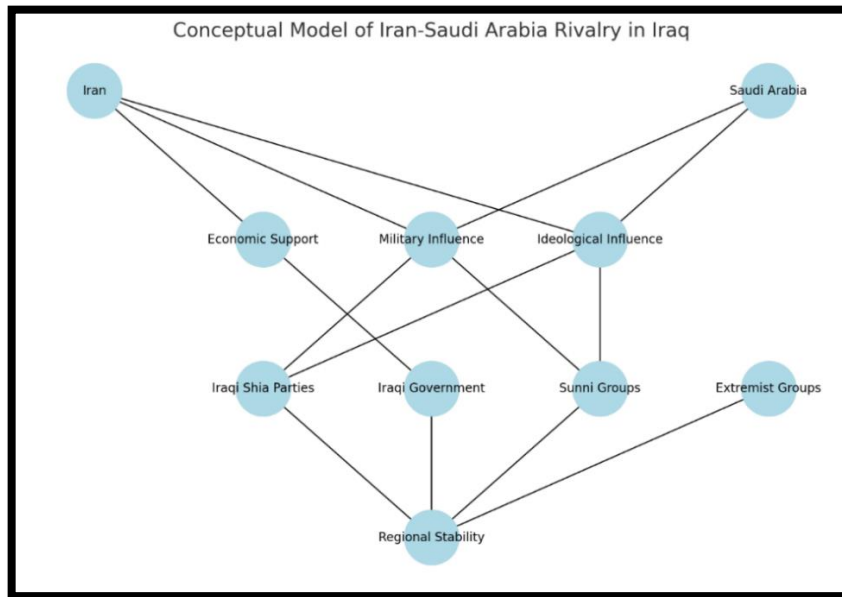 Conceptual Model of Iran-Saudi Arabia Rivalry in Iraq
Iran
Saudi Arabia
Economic Support
Military Influence
Ideological Influence
Iraqi Shia Parties
Iraqi Government
Sunni Groups
Extremist Groups
Regional Stability